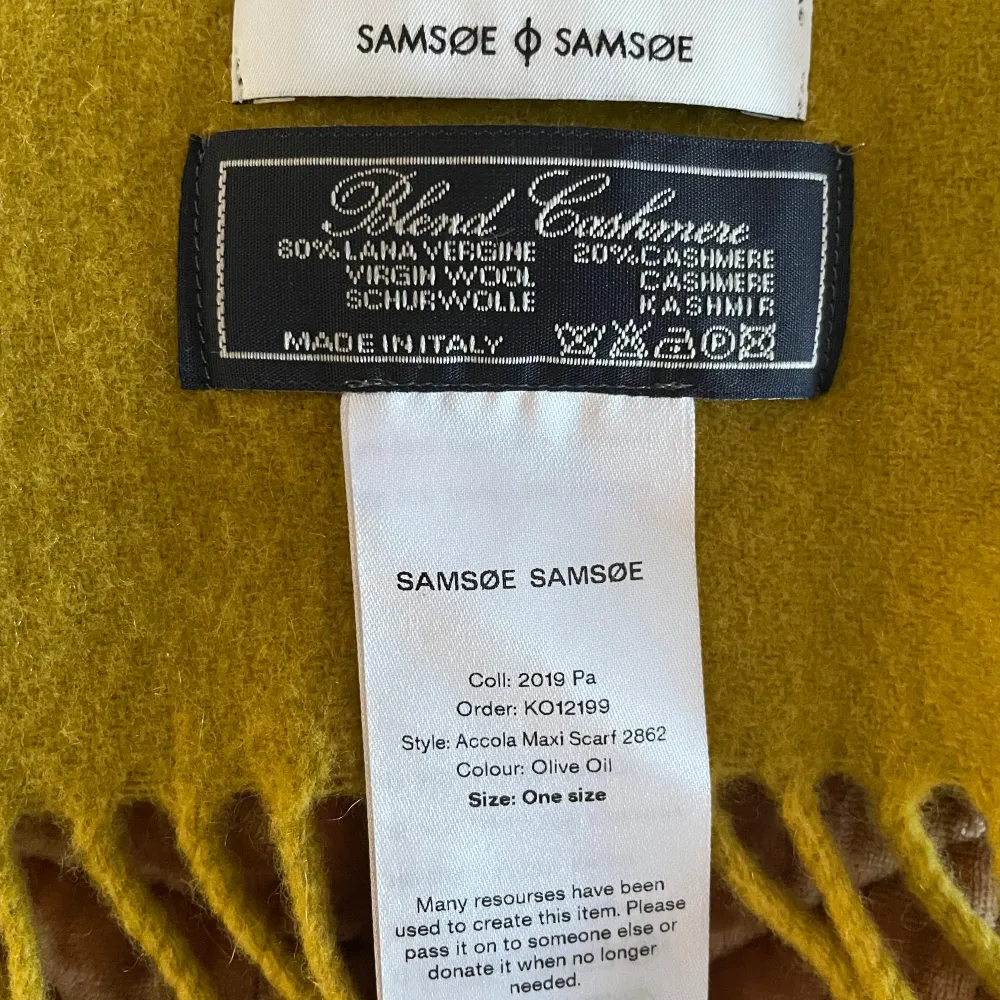 SAMSØE ϕ SAMSØE
Blend Cashmere
80% LANA VERGINE 20% CASHMERE
VIRGIN WOOL CASHMERE
SCHURWOLLE KASHMIR
MADE IN ITALY P
SAMSØE SAMSØE
Coll: 2019 Pa
Order: KO12199
Style: Accola Maxi Scarf 2862
Colour: Olive Oil
Size: One size
Many resourses have been
used to create this item. Please
pass it on to someone else or
donate it when no longer
needed.